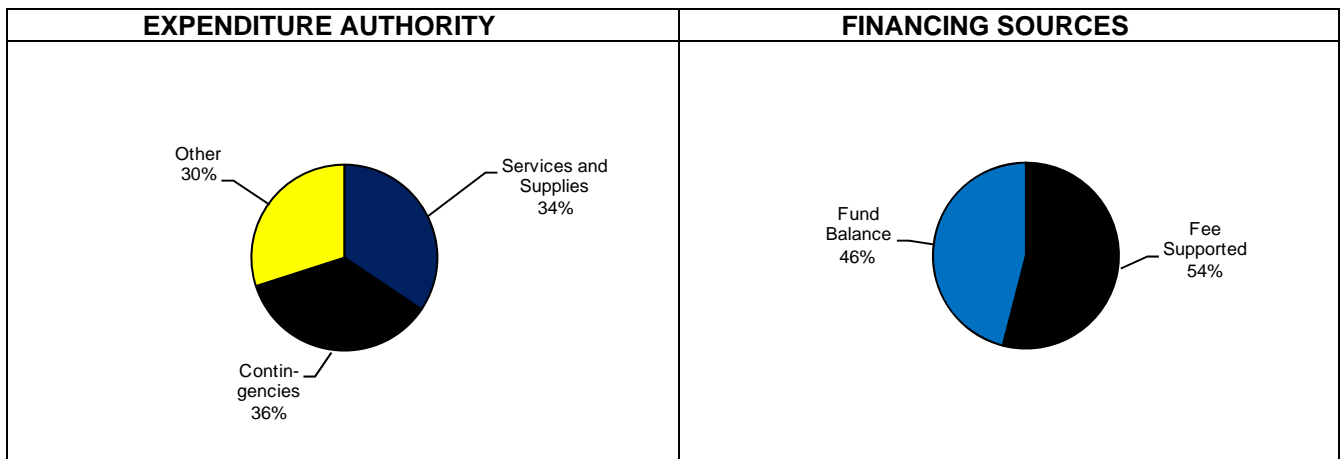 EXPENDITURE AUTHORITY
Other
30%
Services and
Supplies
34%
Contin-
gencies
36%
FINANCING SOURCES
Fund
Balance
46%
Fee
Supported
54%